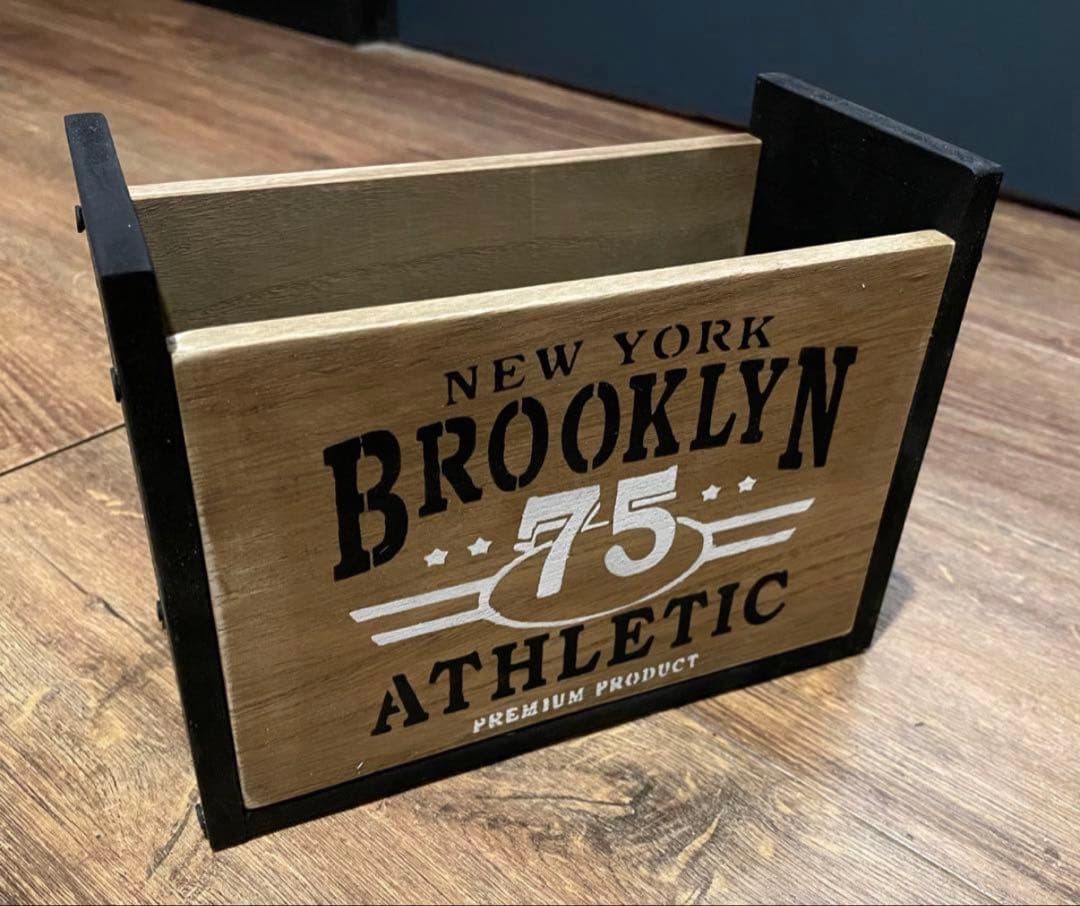 NEW YORK
BROOKLYN
75
ATHLETIC
PREMIUM PRODUCT